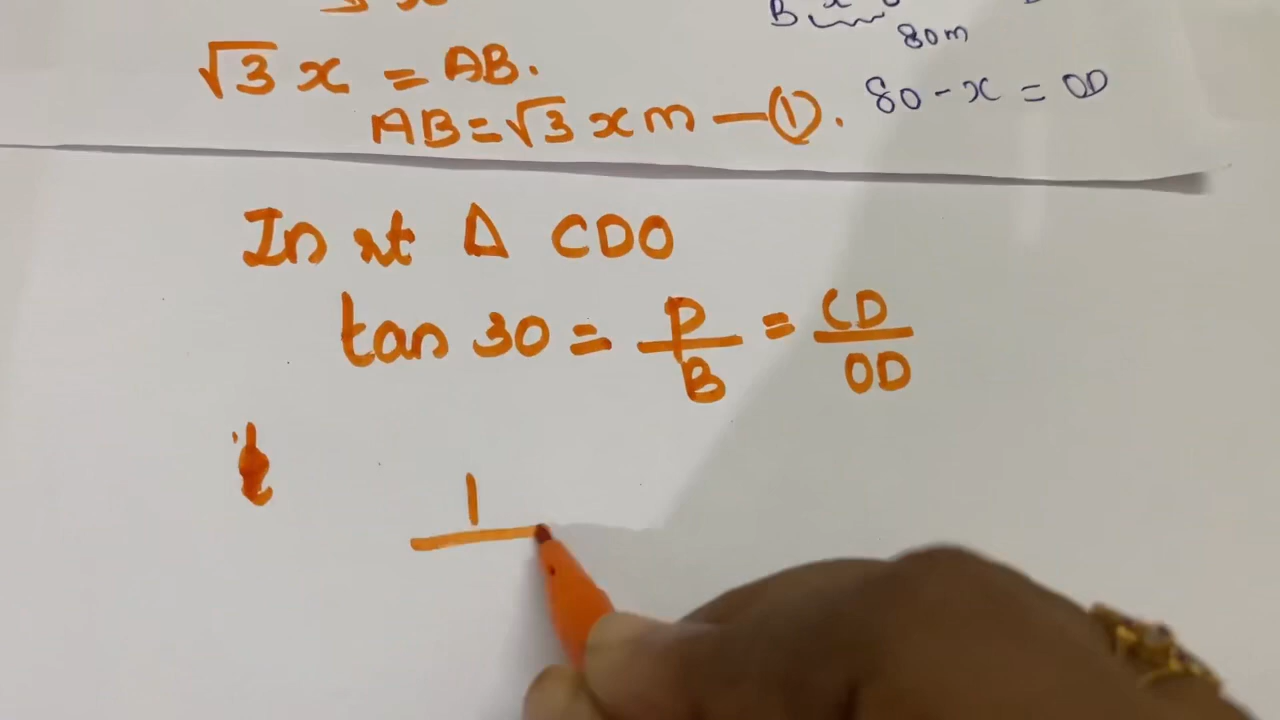 √3 x = AB.
AB = √3 x m — ①.
B x
80m
80 - x = OD
In rt Δ CDO
tan 30 = P/B = CD/OD
1